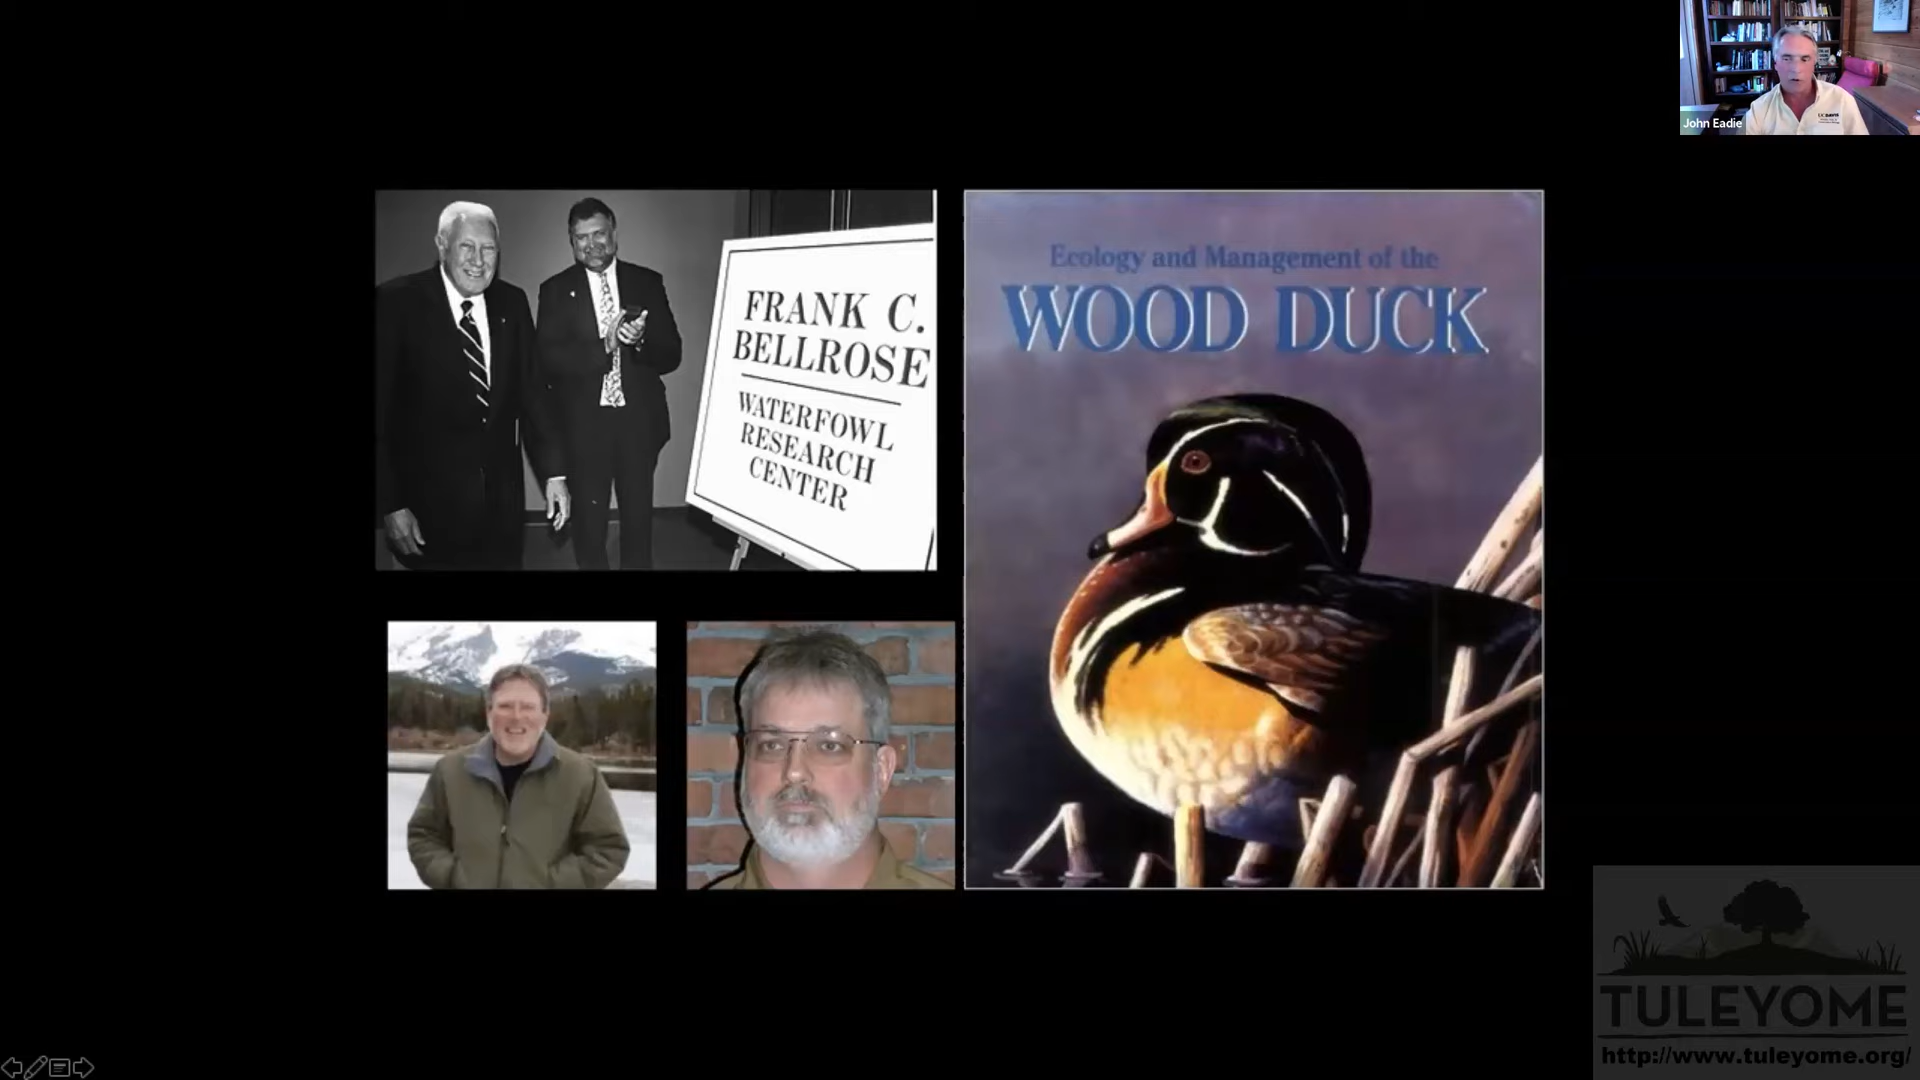 John Eadie
FRANK C.
BELLROSE
WATERFOWL
RESEARCH
CENTER
Ecology and Management of the
WOOD DUCK
TULEYOME
http://www.tuleyome.org/